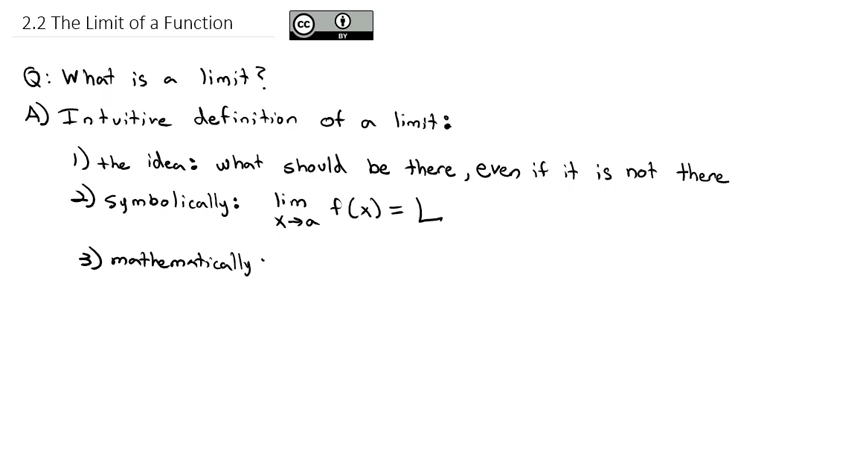 2.2 The Limit of a Function
cc BY
Q: What is a limit?
A) Intuitive definition of a limit:
1) the idea: what should be there, even if it is not there
2) symbolically: lim x→a f(x) = L
3) mathematically ·